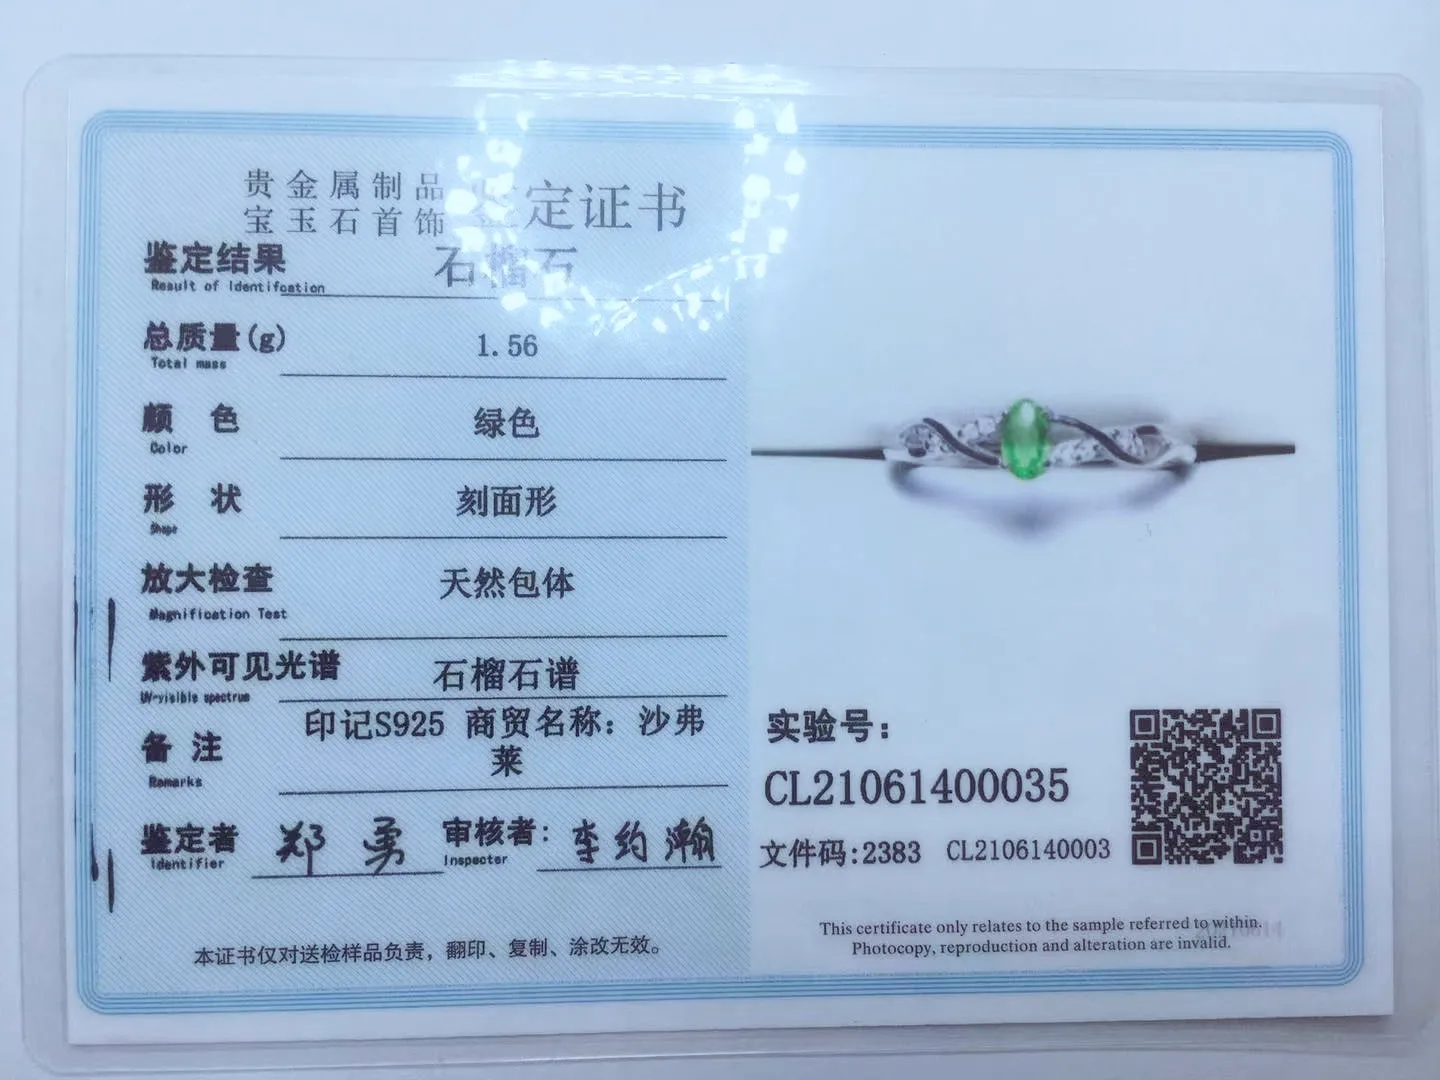 贵金属制品
宝玉石首饰 鉴定证书
鉴定结果 石榴石
Result of Identifcation
总质量(g) 1.56
Total mass
颜 色 绿色
Color
形 状 刻面形
Shape
放大检查 天然包体
Magnification Test
紫外可见光谱 石榴石谱
UV-visible spectrum
印记S925 商贸名称：沙弗
备 注 莱
Remarks
鉴定者 郑勇 审核者：李约瀚
Identifier Inspector
本证书仅对送检样品负责，翻印、复制、涂改无效。
实验号：
CL21061400035
文件码:2383 CL2106140003
This certificate only relates to the sample referred to within.
Photocopy, reproduction and alteration are invalid.